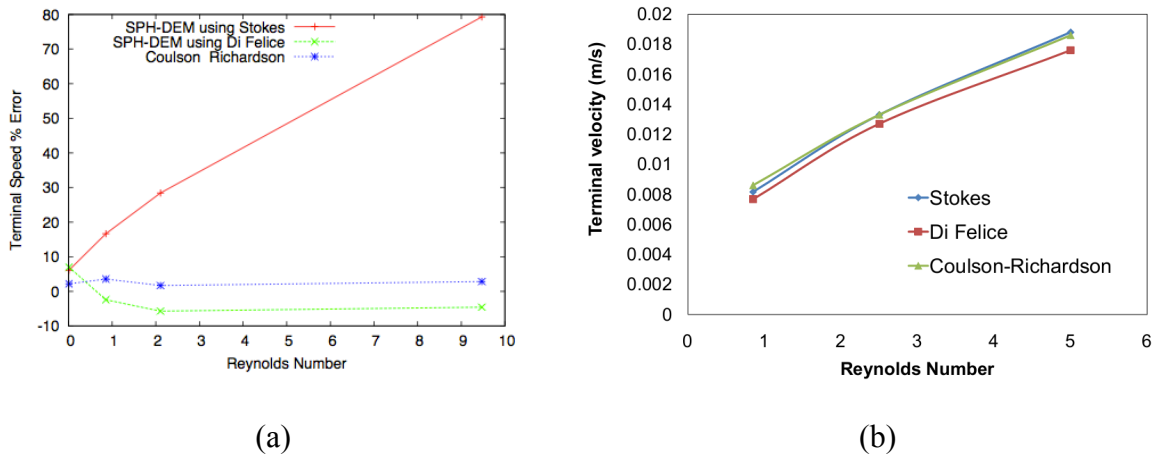 SPH-DEM using Stokes
SPH-DEM using Di Felice
Coulson Richardson
Terminal Speed % Error
80
70
60
50
40
30
20
10
0
-10
0 1 2 3 4 5 6 7 8 9 10
Reynolds Number
(a)
Terminal velocity (m/s)
0.02
0.018
0.016
0.014
0.012
0.01
0.008
0.006
0.004
0.002
0
Stokes
Di Felice
Coulson-Richardson
0 1 2 3 4 5 6
Reynolds Number
(b)